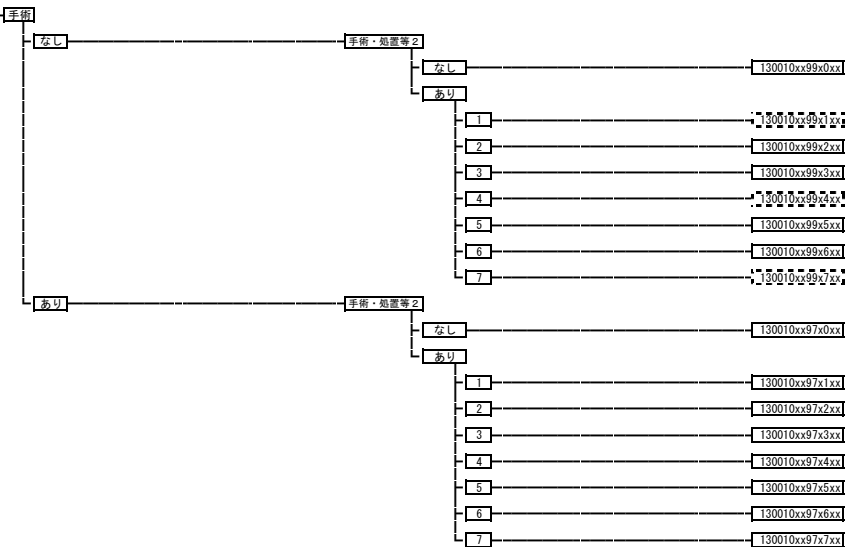 手術
なし 手術・処置等2
なし 130010xx99x0xx
あり
1 130010xx99x1xx
2 130010xx99x2xx
3 130010xx99x3xx
4 130010xx99x4xx
5 130010xx99x5xx
6 130010xx99x6xx
7 130010xx99x7xx
あり 手術・処置等2
なし 130010xx97x0xx
あり
1 130010xx97x1xx
2 130010xx97x2xx
3 130010xx97x3xx
4 130010xx97x4xx
5 130010xx97x5xx
6 130010xx97x6xx
7 130010xx97x7xx